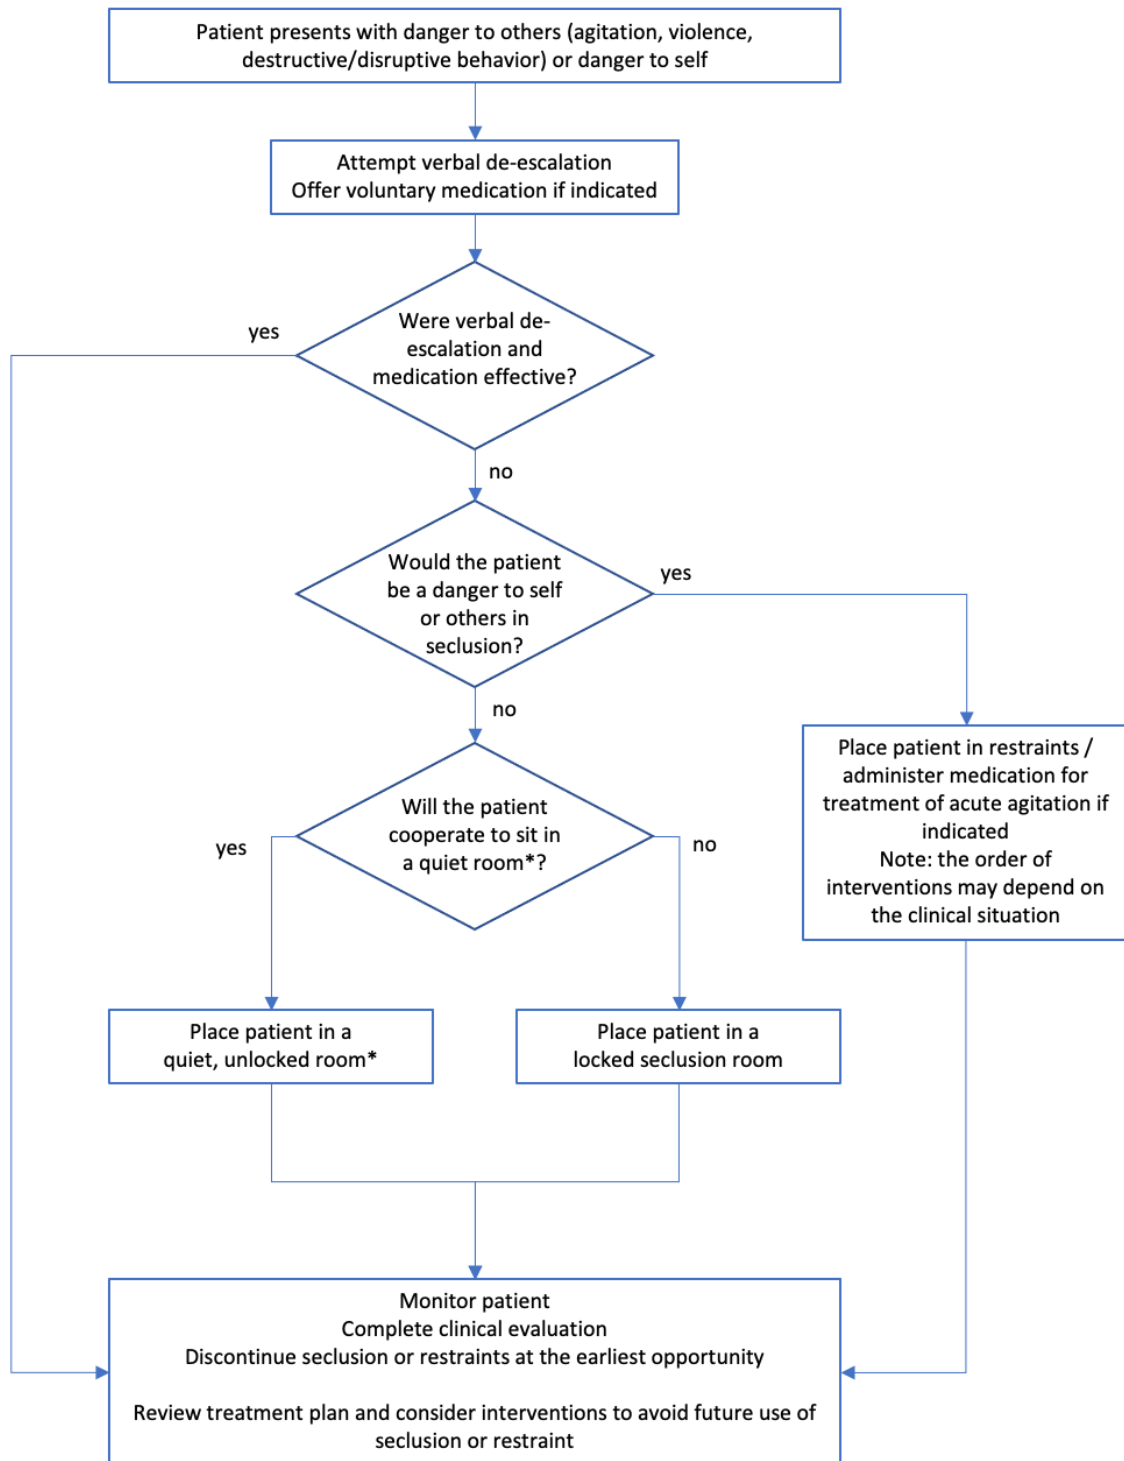 Patient presents with danger to others (agitation, violence,
destructive/disruptive behavior) or danger to self
Attempt verbal de-escalation
Offer voluntary medication if indicated
Were verbal de-
escalation and
medication effective?
yes
no
Would the patient
be a danger to self
or others in
seclusion?
yes
no
Place patient in restraints /
administer medication for
treatment of acute agitation if
indicated
Note: the order of
interventions may depend on
the clinical situation
Will the patient
cooperate to sit in
a quiet room*?
yes
no
Place patient in a
quiet, unlocked room*
Place patient in a
locked seclusion room
Monitor patient
Complete clinical evaluation
Discontinue seclusion or restraints at the earliest opportunity
Review treatment plan and consider interventions to avoid future use of
seclusion or restraint